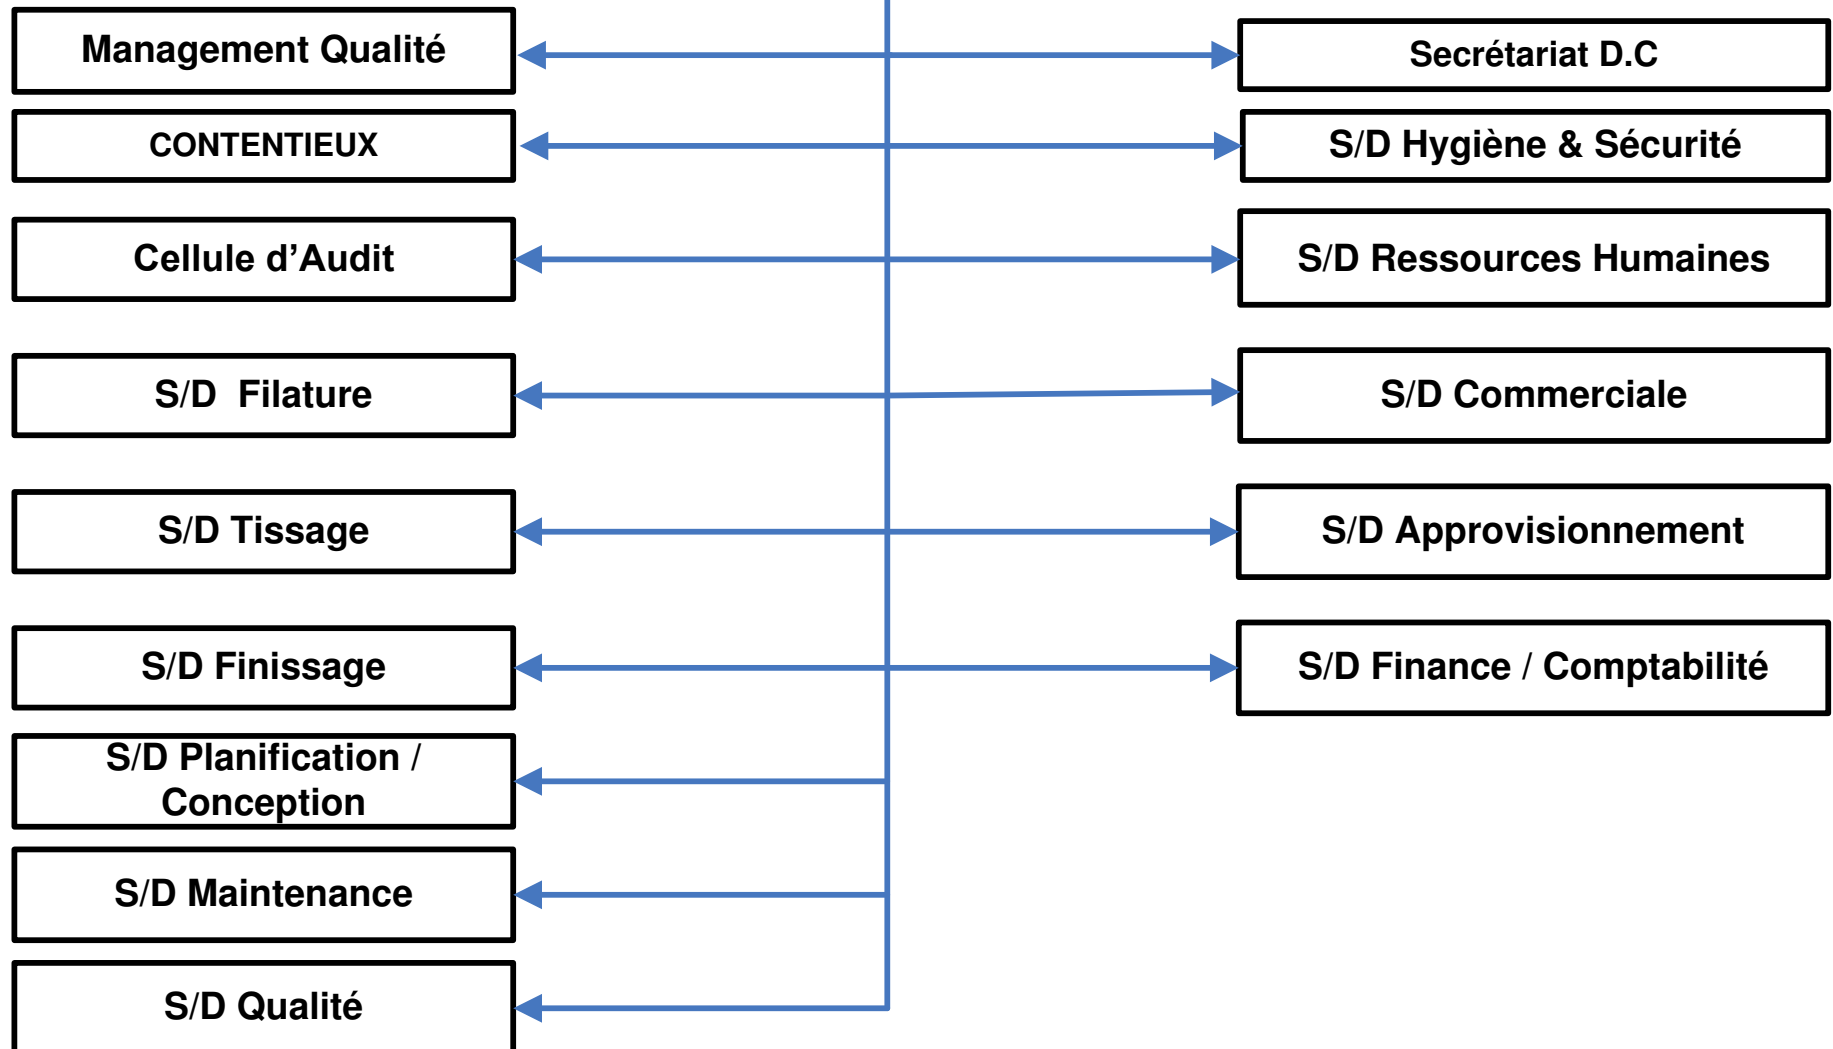 Management Qualité
Secrétariat D.C
CONTENTIEUX
S/D Hygiène & Sécurité
Cellule d’Audit
S/D Ressources Humaines
S/D Filature
S/D Commerciale
S/D Tissage
S/D Approvisionnement
S/D Finissage
S/D Finance / Comptabilité
S/D Planification /
Conception
S/D Maintenance
S/D Qualité